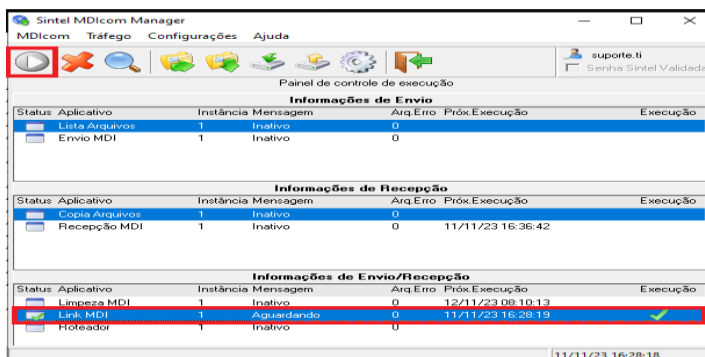 Sintel MDIcom Manager
MDIcom Tráfego Configurações Ajuda
suporte.ti
Senha Sintel Validada
Painel de controle de execução
Informações de Envio
Status Aplicativo Instância Mensagem Arq.Erro Próx.Execução Execução
Lista Arquivos 1 Inativo 0
Envio MDI 1 Inativo 0
Informações de Recepção
Status Aplicativo Instância Mensagem Arq.Erro Próx.Execução Execução
Copia Arquivos 1 Inativo 0
Recepção MDI 1 Inativo 0 11/11/23 16:36:42
Informações de Envio/Recepção
Status Aplicativo Instância Mensagem Arq.Erro Próx.Execução Execução
Limpeza MDI 1 Inativo 0 12/11/23 08:10:13
Link MDI 1 Aguardando 0 11/11/23 16:28:19
Roteador 1 Inativo 0
11/11/23 16:28:18